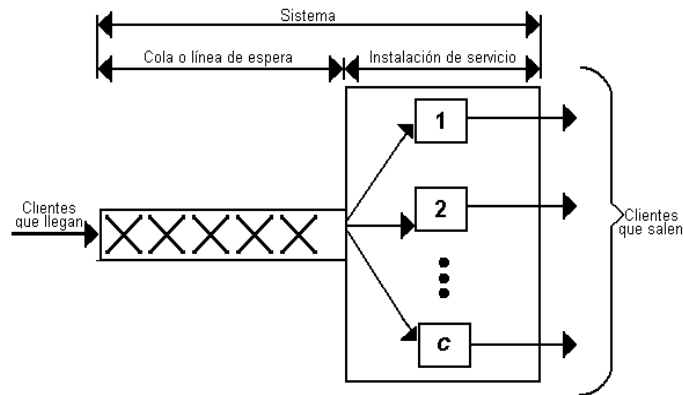 Sistema
Cola o línea de espera
Instalación de servicio
1
Clientes
que llegan
2
Clientes
que salen
c